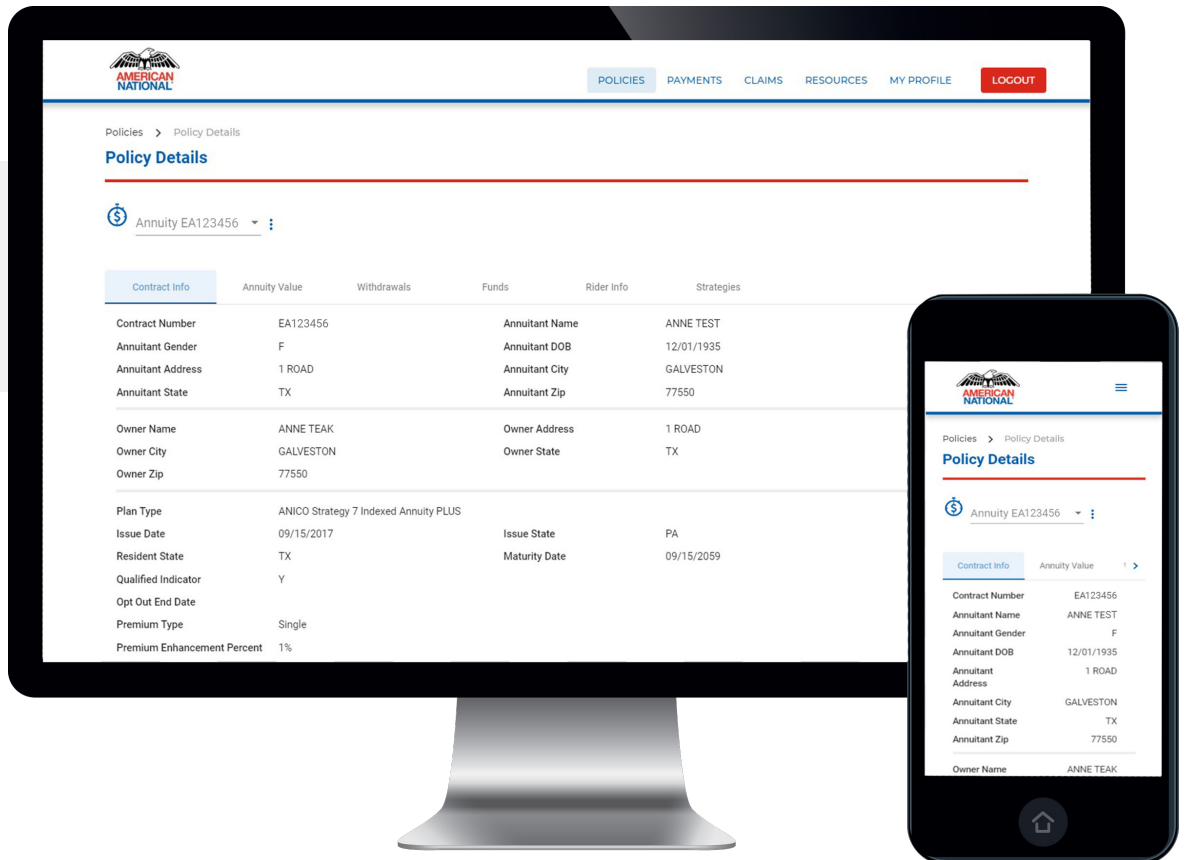 AMERICAN
NATIONAL
POLICIES PAYMENTS CLAIMS RESOURCES MY PROFILE LOGOUT
Policies > Policy Details
Policy Details
Annuity EA123456
Contract Info Annuity Value Withdrawals Funds Rider Info Strategies
Contract Number EA123456 Annuitant Name ANNE TEST
Annuitant Gender F Annuitant DOB 12/01/1935
Annuitant Address 1 ROAD Annuitant City GALVESTON
Annuitant State TX Annuitant Zip 77550
Owner Name ANNE TEAK Owner Address 1 ROAD
Owner City GALVESTON Owner State TX
Owner Zip 77550
Plan Type ANICO Strategy 7 Indexed Annuity PLUS
Issue Date 09/15/2017 Issue State PA
Resident State TX Maturity Date 09/15/2059
Qualified Indicator Y
Opt Out End Date
Premium Type Single
Premium Enhancement Percent 1%
AMERICAN
NATIONAL
Policies > Policy Details
Policy Details
Annuity EA123456
Contract Info Annuity Value
Contract Number EA123456
Annuitant Name ANNE TEST
Annuitant Gender F
Annuitant DOB 12/01/1935
Annuitant 1 ROAD
Address
Annuitant City GALVESTON
Annuitant State TX
Annuitant Zip 77550
Owner Name ANNE TEAK